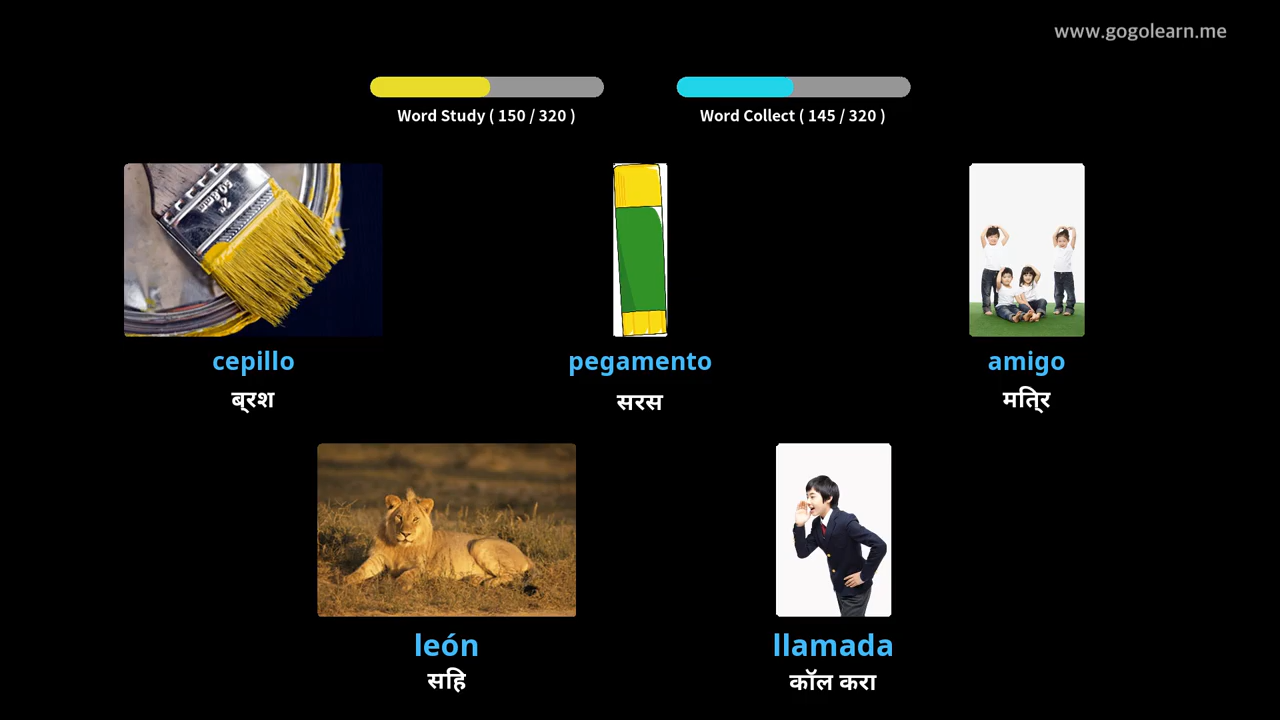 www.gogolearn.me
Word Study ( 150 / 320 )
Word Collect ( 145 / 320 )
cepillo
pegamento
amigo
ब्रश
सरस
मित्र
león
llamada
सिंह
कॉल करा